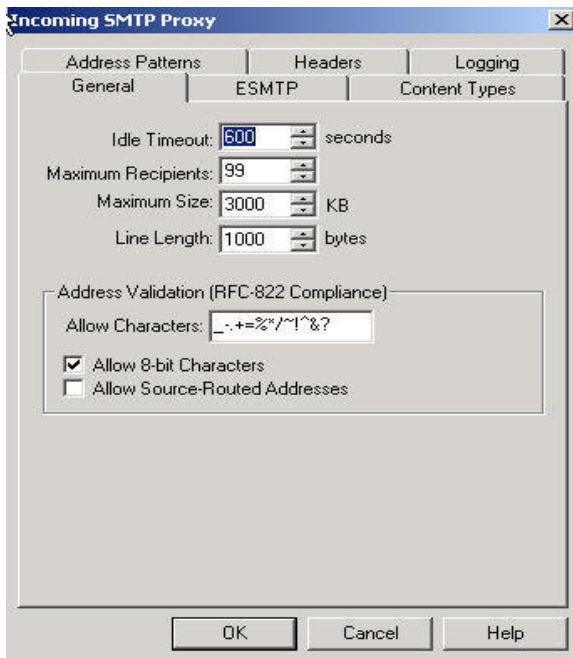 Incoming SMTP Proxy
Address Patterns Headers Logging
General ESMTP Content Types
Idle Timeout: 600 seconds
Maximum Recipients: 99
Maximum Size: 3000 KB
Line Length: 1000 bytes
Address Validation (RFC-822 Compliance)
Allow Characters: _-.+=%*/~!^&?
Allow 8-bit Characters
Allow Source-Routed Addresses
OK Cancel Help